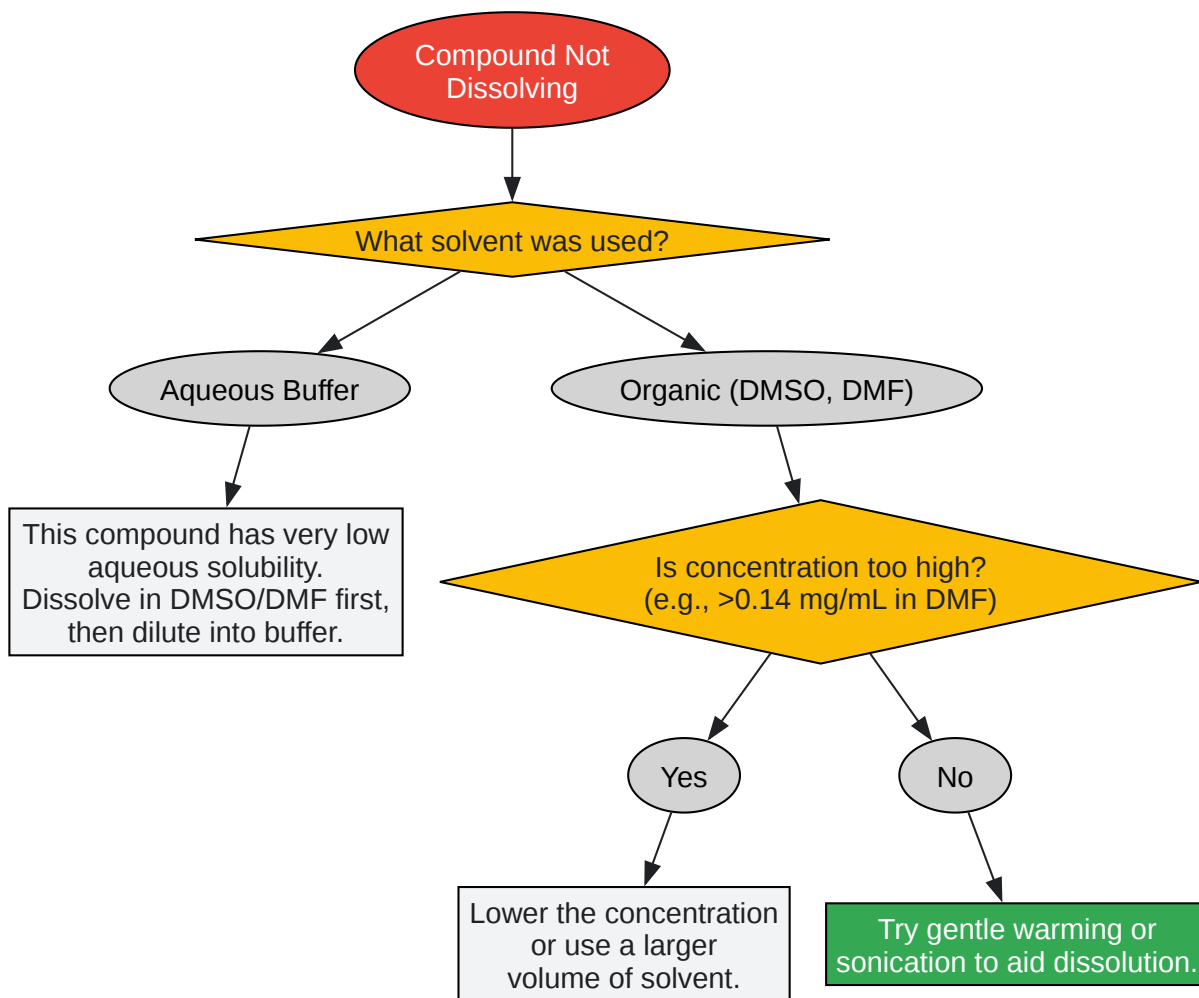 Compound Not
Dissolving
What solvent was used?
Aqueous Buffer
Organic (DMSO, DMF)
This compound has very low
aqueous solubility.
Dissolve in DMSO/DMF first,
then dilute into buffer.
Is concentration too high?
(e.g., >0.14 mg/mL in DMF)
Yes
No
Lower the concentration
or use a larger
volume of solvent.
Try gentle warming or
sonication to aid dissolution.